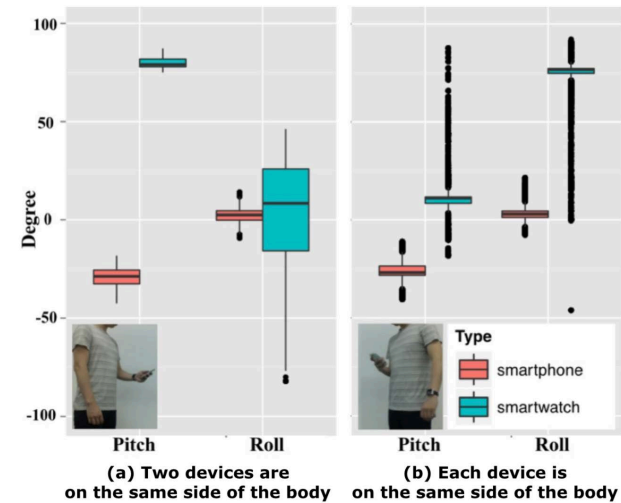 100
50
0
-50
-100
Degree
Type
smartphone
smartwatch
Pitch Roll Pitch Roll
(a) Two devices are
on the same side of the body
(b) Each device is
on the same side of the body